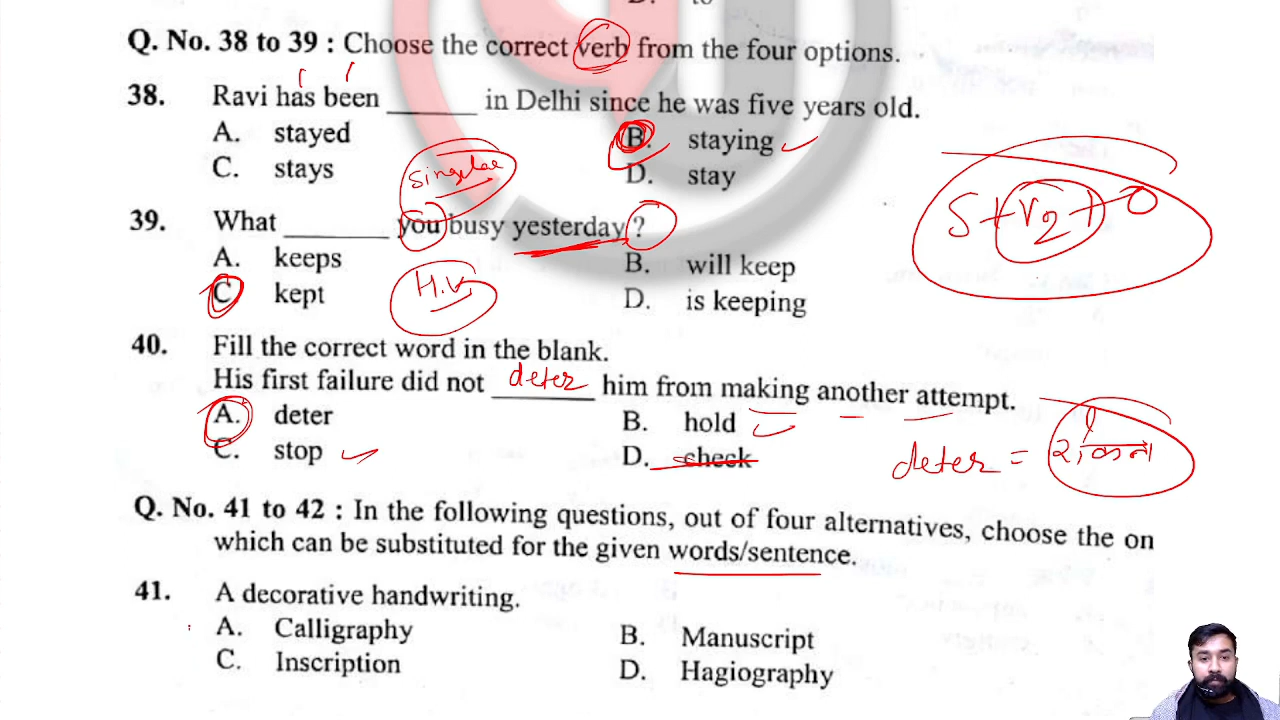 Q. No. 38 to 39 : Choose the correct verb from the four options.
38. Ravi has been ______ in Delhi since he was five years old.
A. stayed B. staying
C. stays D. stay
singular
S + V2 + O
39. What ______ you busy yesterday ?
A. keeps B. will keep
C kept D. is keeping
H.V.
40. Fill the correct word in the blank.
His first failure did not deter him from making another attempt.
A. deter B. hold
C. stop D. check
deter =
Q. No. 41 to 42 : In the following questions, out of four alternatives, choose the on
which can be substituted for the given words/sentence.
41. A decorative handwriting.
A. Calligraphy B. Manuscript
C. Inscription D. Hagiography